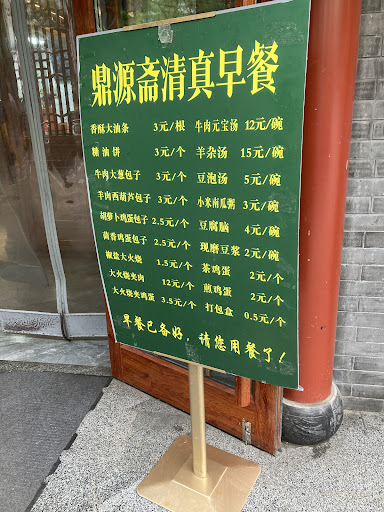 鼎源斋清真早餐
香酥大油条 3元/根 牛肉元宝汤 12元/碗
糖油饼 3元/个 羊杂汤 15元/碗
牛肉大葱包子 3元/个 豆泡汤 5元/碗
羊肉西葫芦包子 3元/个 小米南瓜粥 3元/碗
胡萝卜鸡蛋包子 2.5元/个 豆腐脑 4元/碗
茴香鸡蛋包子 2.5元/个 现磨豆浆 2元/碗
椒盐大火烧 1.5元/个 茶鸡蛋 2元/个
大火烧夹肉 12元/个 煎鸡蛋 2元/个
大火烧夹鸡蛋 3.5元/个 打包盒 0.5元/个
早餐已备好，请您用餐了！